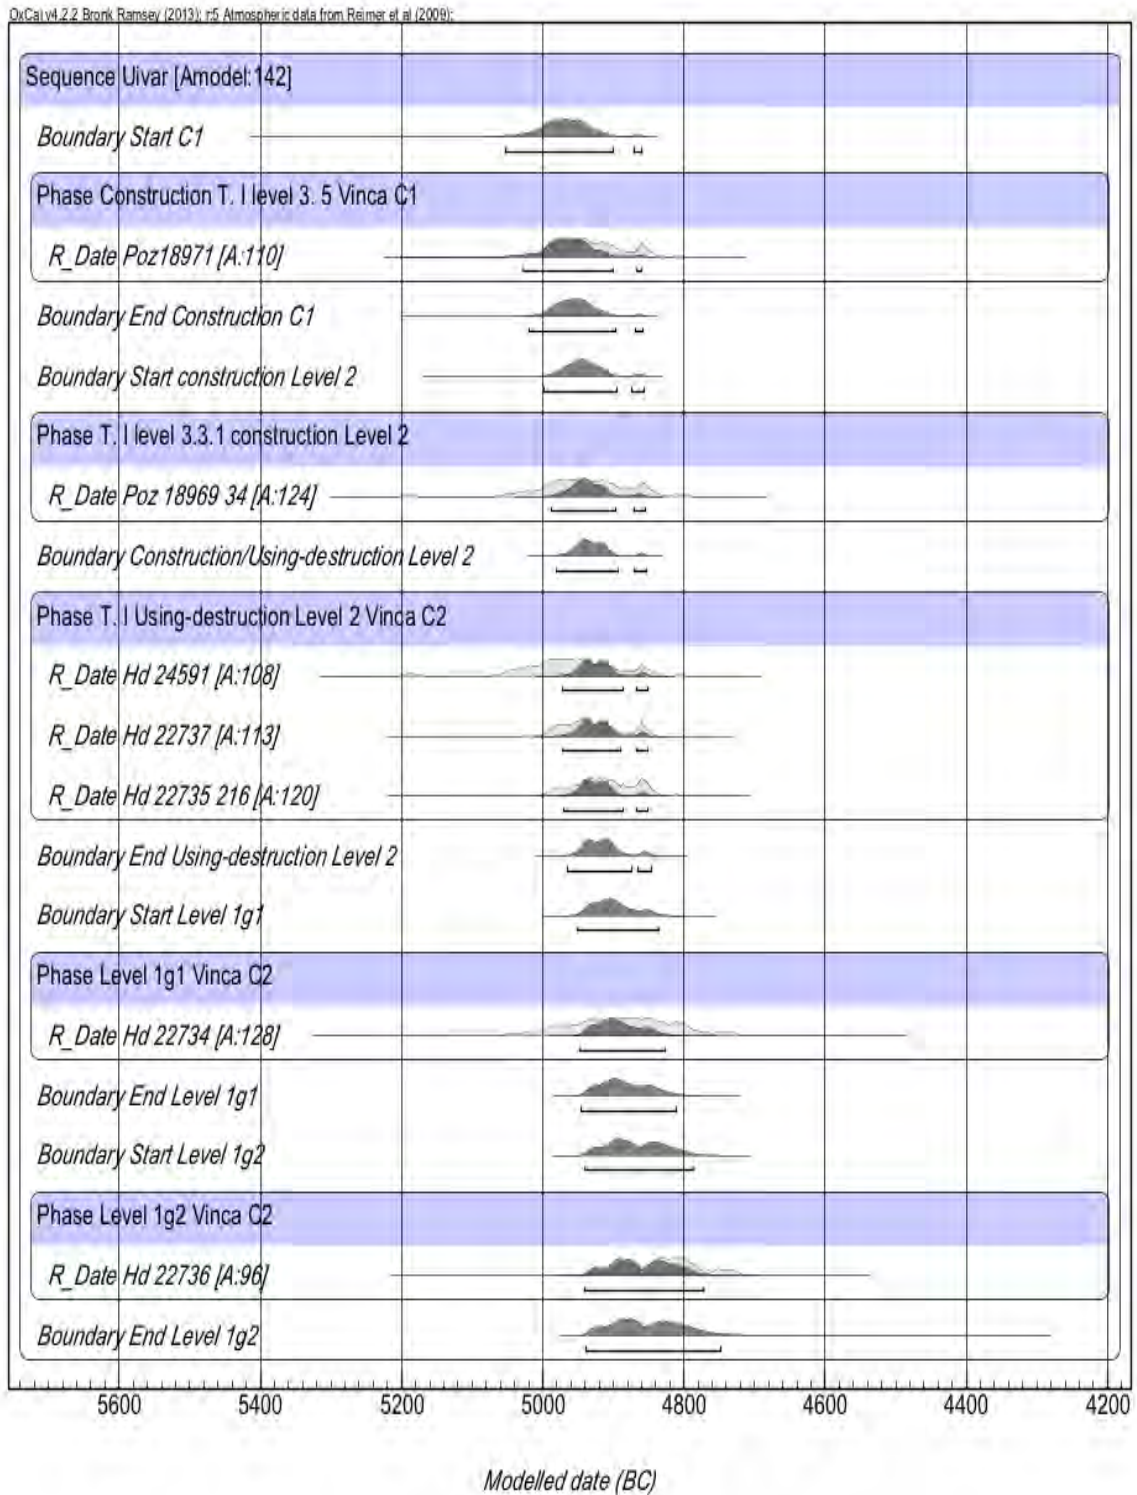 OxCal v4.2.2 Bronk Ramsey (2013); r:5 Atmospheric data from Reimer et al (2009);
Sequence Uivar [Amodel:142]
Boundary Start C1
Phase Construction T. I level 3. 5 Vinca C1
R_Date Poz18971 [A:110]
Boundary End Construction C1
Boundary Start construction Level 2
Phase T. I level 3.3.1 construction Level 2
R_Date Poz 18969 34 [A:124]
Boundary Construction/Using-destruction Level 2
Phase T. I Using-destruction Level 2 Vinca C2
R_Date Hd 24591 [A:108]
R_Date Hd 22737 [A:113]
R_Date Hd 22735 216 [A:120]
Boundary End Using-destruction Level 2
Boundary Start Level 1g1
Phase Level 1g1 Vinca C2
R_Date Hd 22734 [A:128]
Boundary End Level 1g1
Boundary Start Level 1g2
Phase Level 1g2 Vinca C2
R_Date Hd 22736 [A:96]
Boundary End Level 1g2
5600 5400 5200 5000 4800 4600 4400 4200
Modelled date (BC)